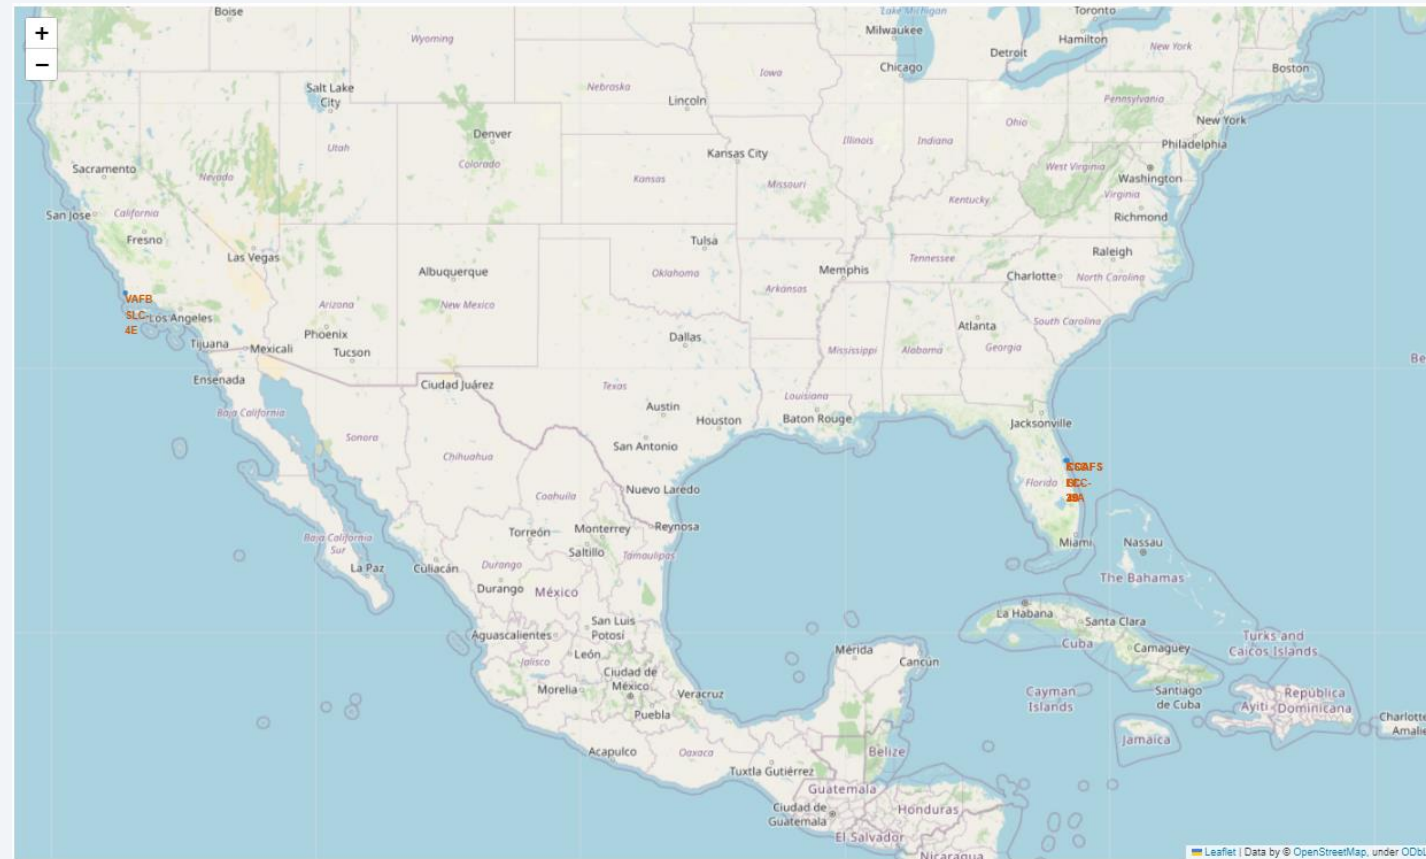 Boise
Lake Michigan
Toronto
+
Milwaukee
Hamilton
Wyoming
New York
−
Detroit
Chicago
Boston
Iowa
Salt Lake
City
Nebraska
Lincoln
Pennsylvania
New York
Denver
Ohio
Utah
Illinois
Indiana
Philadelphia
Kansas City
Colorado
Sacramento
West Virginia
Nevada
Kansas
Missouri
Washington
Kentucky
Virginia
San Jose
California
Richmond
Fresno
Tulsa
Raleigh
Las Vegas
Tennessee
Albuquerque
Oklahoma
Memphis
Charlotte
North Carolina
Arkansas
VAFB
SLC-
4E
Los Angeles
Arizona
New Mexico
South Carolina
Atlanta
Phoenix
Dallas
Tijuana
Mexicali
Tucson
Mississippi
Alabama
Georgia
Be
Ensenada
Ciudad Juárez
Texas
Louisiana
Austin
Baja California
Houston
Baton Rouge
Jacksonville
Sonora
San Antonio
Chihuahua
Florida
Nuevo Laredo
Coahuila
Torreón
Monterrey
Reynosa
Baja California
Sur
Saltillo
Tamaulipas
Miami
Nassau
La Paz
Culiacán
Durango
The Bahamas
Durango
México
La Habana
San Luis
Potosí
Santa Clara
Aguascalientes
Turks and
Caicos Islands
Cuba
Camaguey
Mérida
Jalisco
León
Cancún
Ciudad de
México
Morelia
Veracruz
Cayman
Islands
Santiago
de Cuba
Ayiti
República
Dominicana
Puebla
Charlotte
Amalie
Jamaica
Acapulco
Oaxaca
Belize
Tuxtla Gutiérrez
Guatemala
Ciudad de
Guatemala
Honduras
El Salvador
Nicaragua
Leaflet | Data by © OpenStreetMap, under ODbL